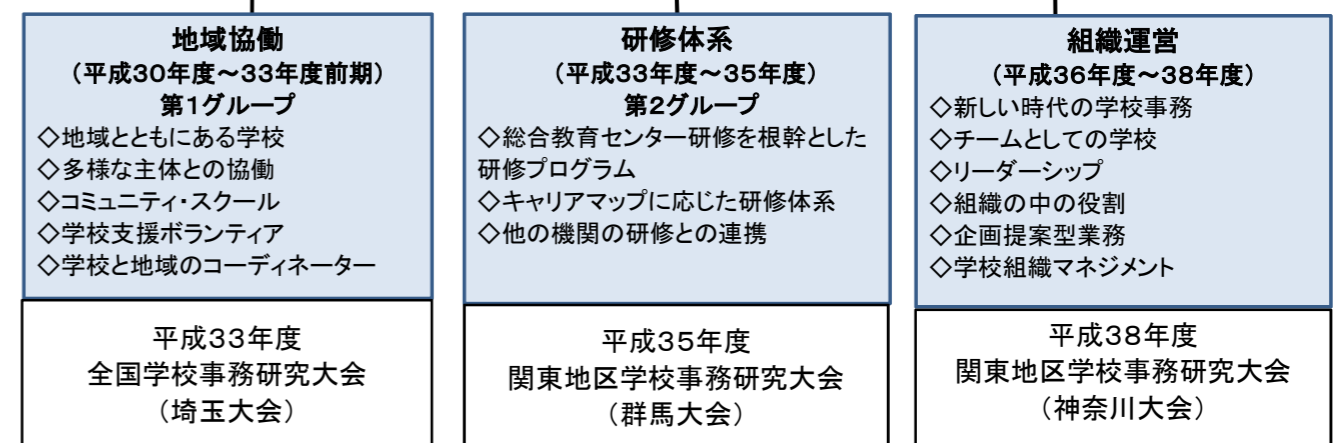 地域協働
（平成30年度～33年度前期）
第1グループ
◇地域とともにある学校
◇多様な主体との協働
◇コミュニティ・スクール
◇学校支援ボランティア
◇学校と地域のコーディネーター
平成33年度
全国学校事務研究大会
（埼玉大会）
研修体系
（平成33年度～35年度）
第2グループ
◇総合教育センター研修を根幹とした
研修プログラム
◇キャリアマップに応じた研修体系
◇他の機関の研修との連携
平成35年度
関東地区学校事務研究大会
（群馬大会）
組織運営
（平成36年度～38年度）
◇新しい時代の学校事務
◇チームとしての学校
◇リーダーシップ
◇組織の中の役割
◇企画提案型業務
◇学校組織マネジメント
平成38年度
関東地区学校事務研究大会
（神奈川大会）